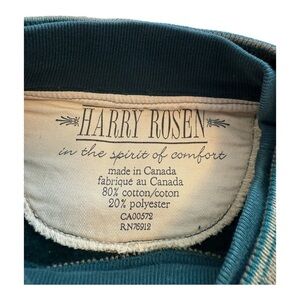 HARRY ROSEN
in the spirit of comfort
made in Canada
fabriqué au Canada
80% cotton/coton
20% polyester
CA00572
RN76912